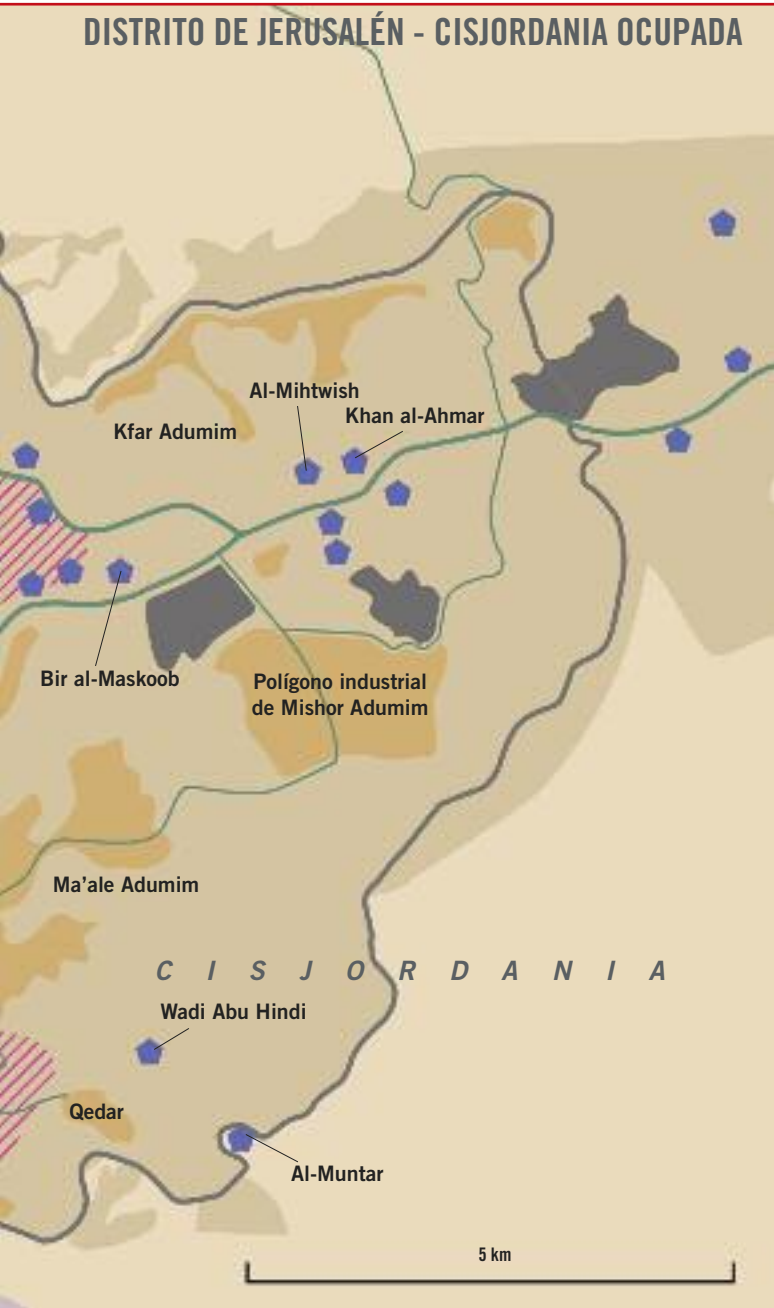 DISTRITO DE JERUSALÉN - CISJORDANIA OCUPADA
Al-Mihtwish
Khan al-Ahmar
Kfar Adumim
Bir al-Maskoob
Polígono industrial
de Mishor Adumim
Ma'ale Adumim
CISJORDANIA
Wadi Abu Hindi
Qedar
Al-Muntar
5 km